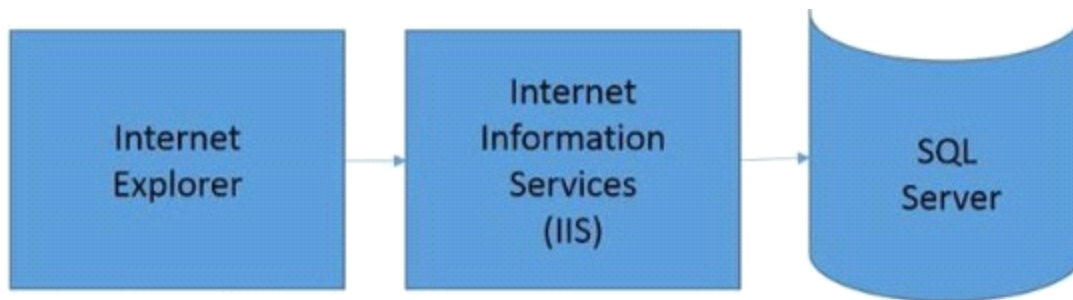 Internet
Explorer
Internet
Information
Services
(IIS)
SQL
Server